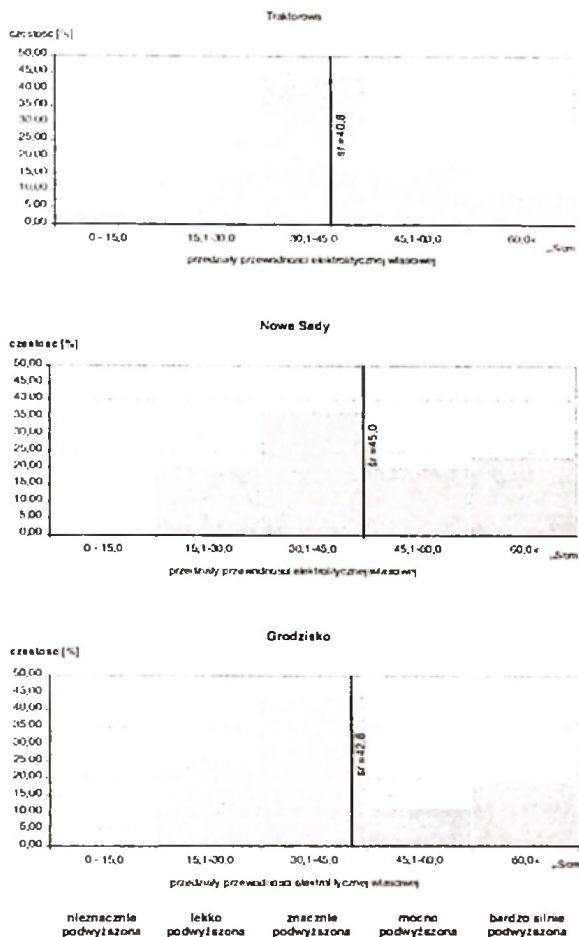 Traktorowa
częstość [%]
50,00
45,00
40,00
35,00
30,00
25,00
20,00
15,00
10,00
5,00
0,00
śr.=40,8
0 - 15,0 15,1-30,0 30,1-45,0 45,1-60,0 60,0<
µS/cm
przedziały przewodności elektrolitycznej właściwej
Nowe Sady
częstość [%]
50,00
45,00
40,00
35,00
30,00
25,00
20,00
15,00
10,00
5,00
0,00
śr.=45,0
0 - 15,0 15,1-30,0 30,1-45,0 45,1-60,0 60,0<
µS/cm
przedziały przewodności elektrolitycznej właściwej
Grodzisko
częstość [%]
50,00
45,00
40,00
35,00
30,00
25,00
20,00
15,00
10,00
5,00
0,00
śr.=42,6
0 - 15,0 15,1-30,0 30,1-45,0 45,1-60,0 60,0<
µS/cm
przedziały przewodności elektrolitycznej właściwej
nieznacznie lekko znacznie mocno bardzo silnie
podwyższona podwyższona podwyższona podwyższona podwyższona